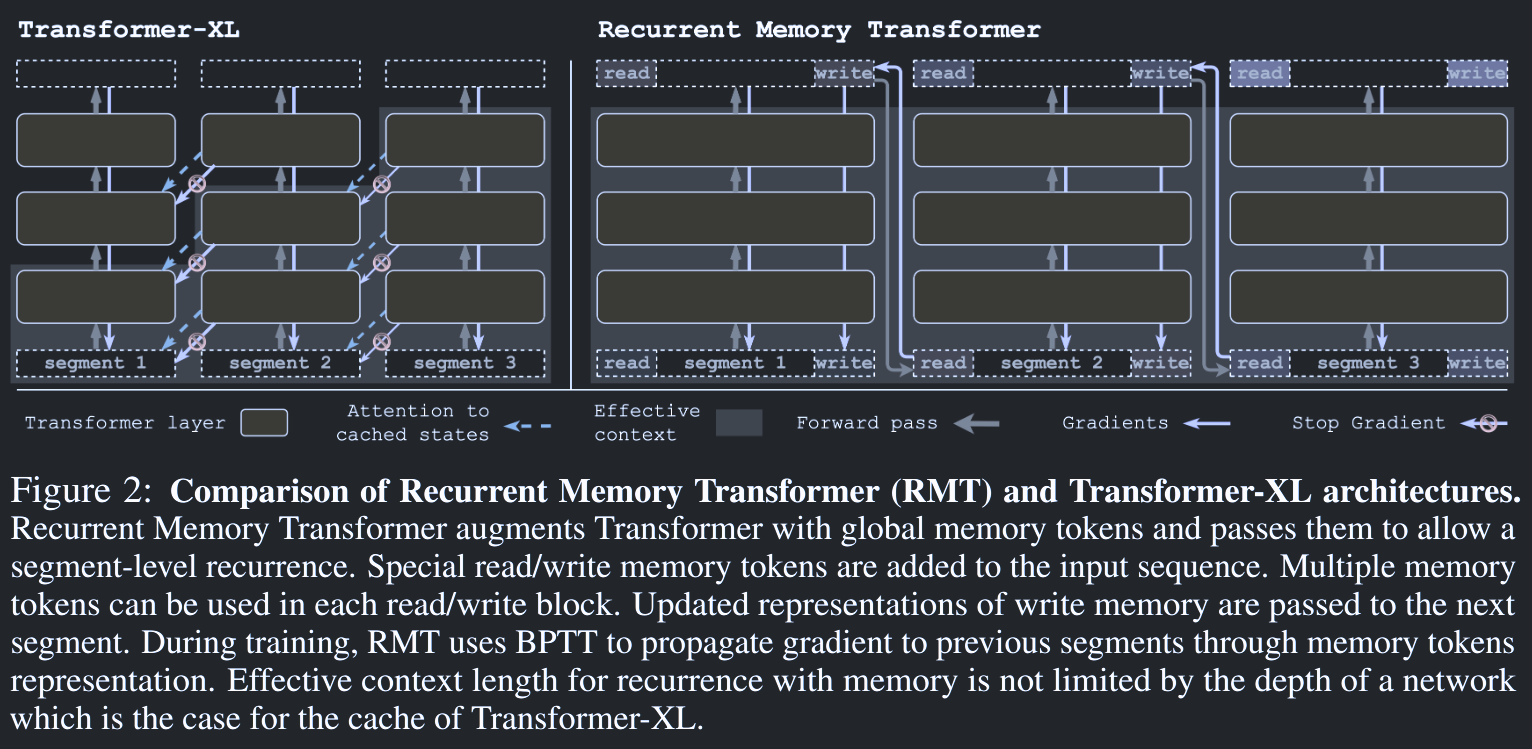 Transformer-XL
Recurrent Memory Transformer
read write read write read write
segment 1 segment 2 segment 3
read segment 1 write read segment 2 write read segment 3 write
Transformer layer
Attention to
cached states
Effective
context
Forward pass
Gradients
Stop Gradient
Figure 2: Comparison of Recurrent Memory Transformer (RMT) and Transformer-XL architectures.
Recurrent Memory Transformer augments Transformer with global memory tokens and passes them to allow a
segment-level recurrence. Special read/write memory tokens are added to the input sequence. Multiple memory
tokens can be used in each read/write block. Updated representations of write memory are passed to the next
segment. During training, RMT uses BPTT to propagate gradient to previous segments through memory tokens
representation. Effective context length for recurrence with memory is not limited by the depth of a network
which is the case for the cache of Transformer-XL.